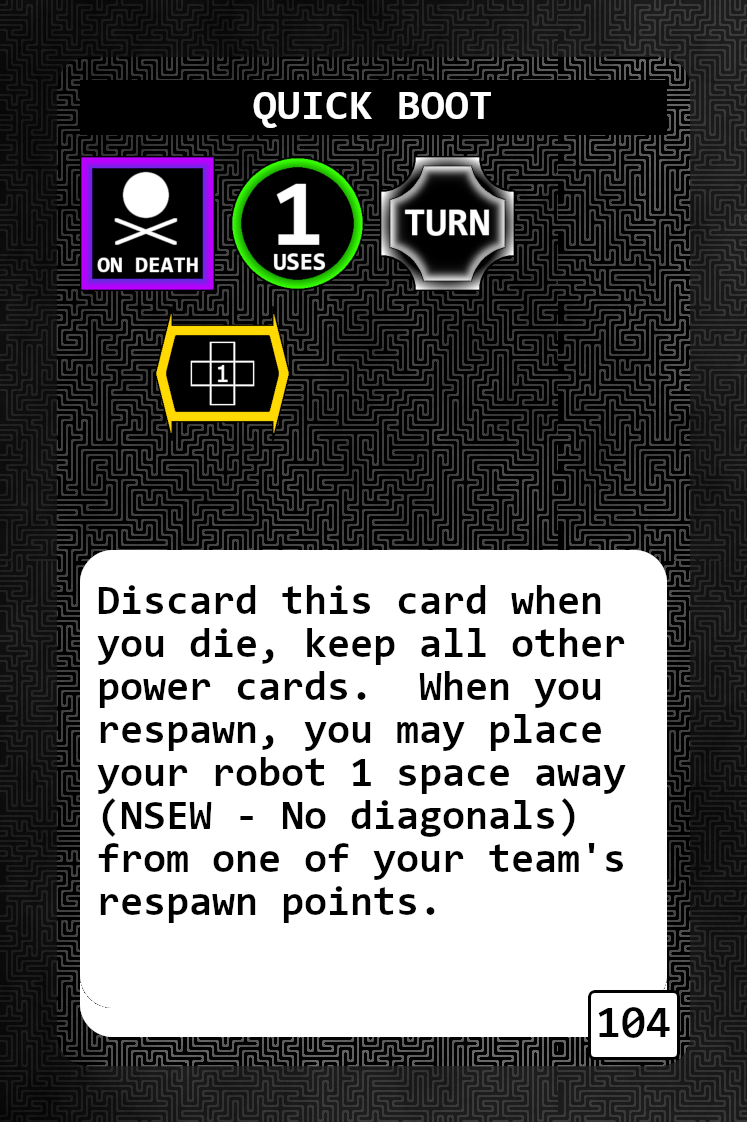 QUICK BOOT
ON DEATH
1
USES
TURN
1
Discard this card when
you die, keep all other
power cards.  When you
respawn, you may place
your robot 1 space away
(NSEW - No diagonals)
from one of your team's
respawn points.
104